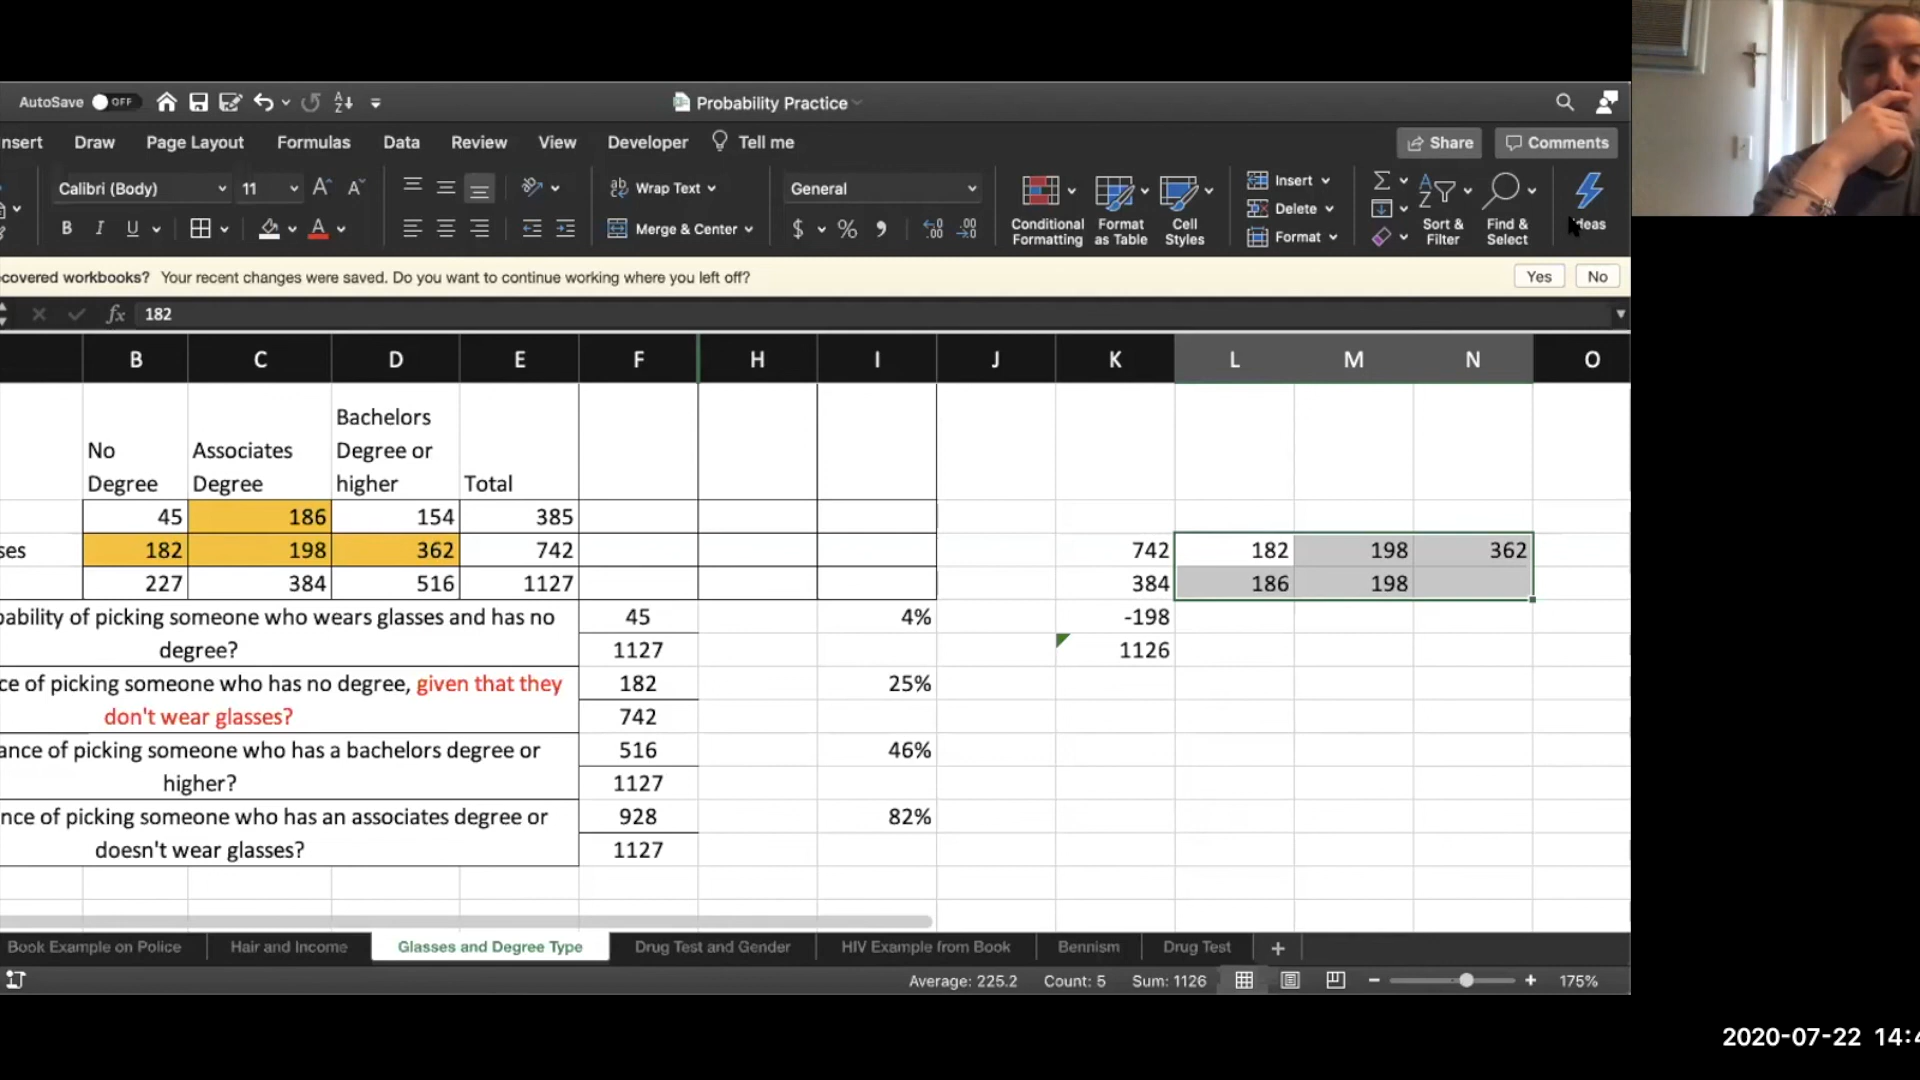 AutoSave OFF Probability Practice
nsert Draw Page Layout Formulas Data Review View Developer Tell me Share Comments
Calibri (Body) 11 A A Wrap Text General Insert
B I U A Merge & Center $ % Conditional Formatting Format as Table Cell Styles Delete Format Sort & Filter Find & Select deas
covered workbooks? Your recent changes were saved. Do you want to continue working where you left off? Yes No
fx 182
B C D E F H I J K L M N O
No Degree Associates Degree Bachelors Degree or higher Total
45 186 154 385
ses 182 198 362 742 742 182 198 362
227 384 516 1127 384 186 198
bability of picking someone who wears glasses and has no 45 4% -198
degree? 1127 1126
ce of picking someone who has no degree, given that they 182 25%
don't wear glasses? 742
ance of picking someone who has a bachelors degree or 516 46%
higher? 1127
nce of picking someone who has an associates degree or 928 82%
doesn't wear glasses? 1127
Book Example on Police Hair and Income Glasses and Degree Type Drug Test and Gender HIV Example from Book Bennism Drug Test +
Average: 225.2 Count: 5 Sum: 1126 175%
2020-07-22 14:4